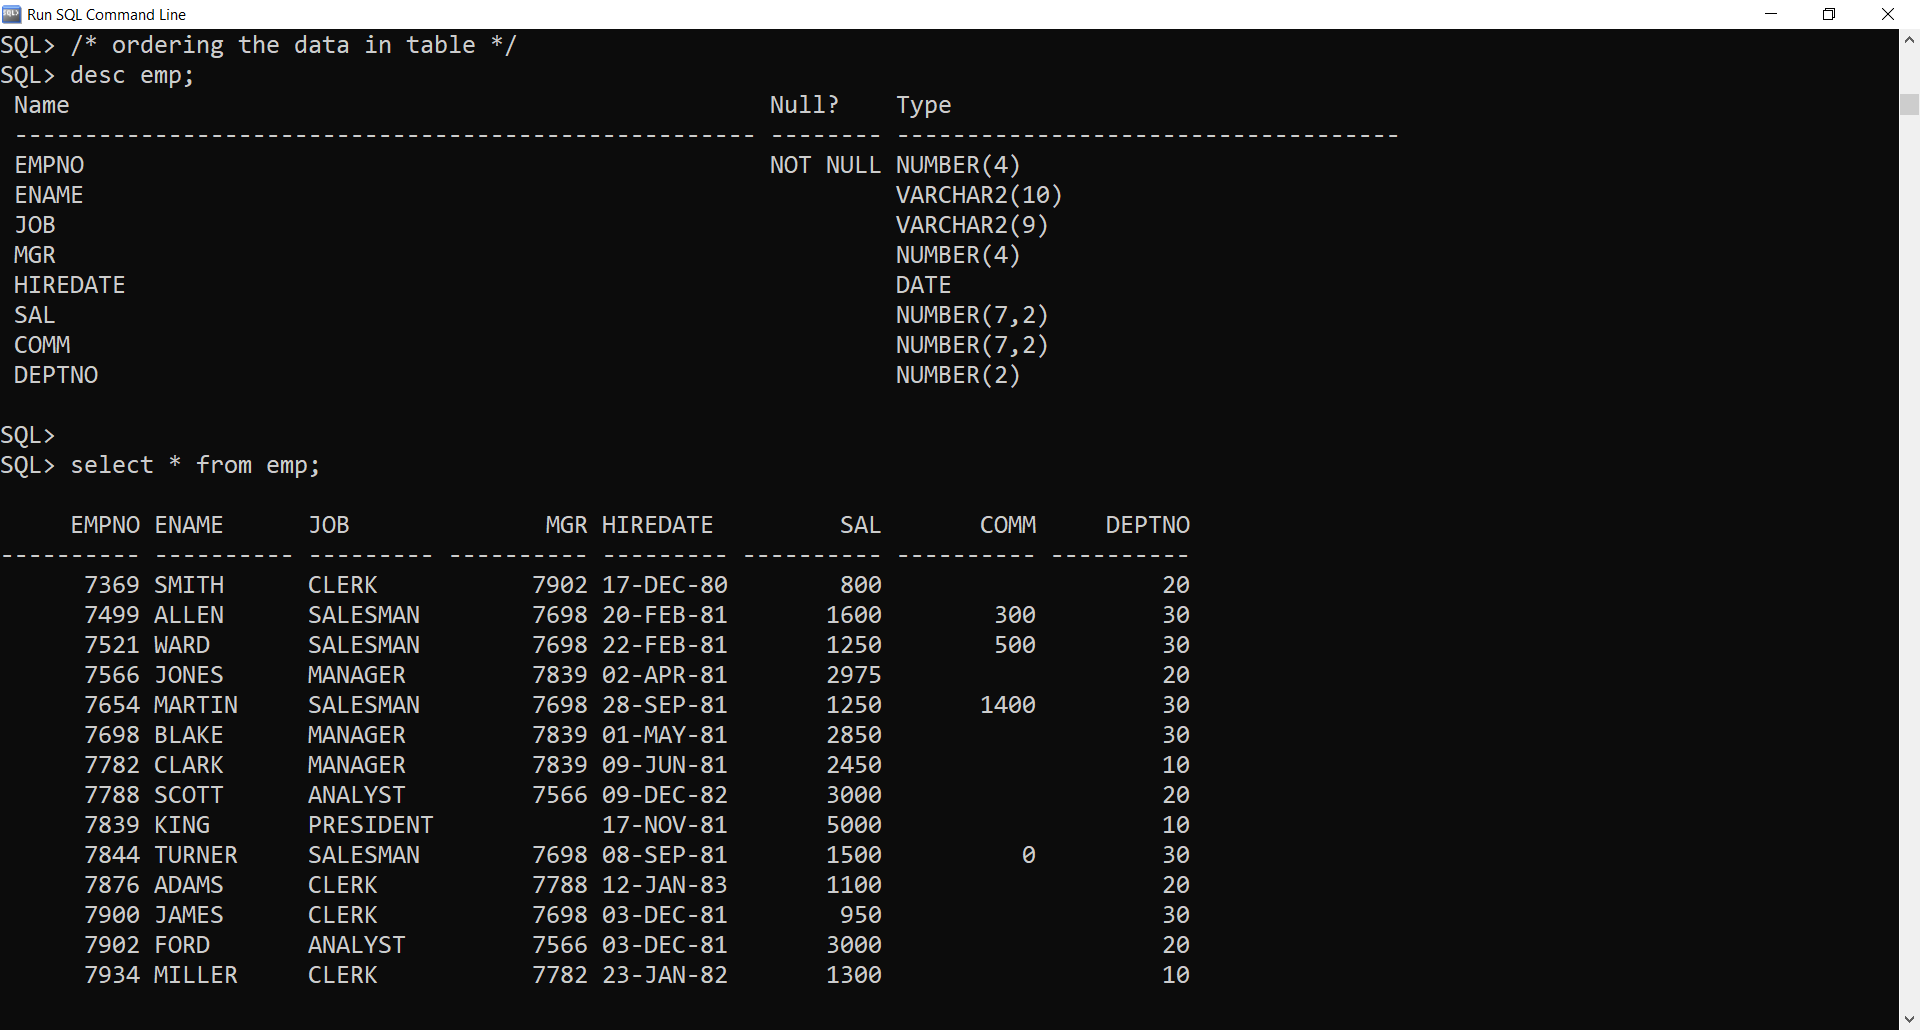 Run SQL Command Line
SQL> /* ordering the data in table */
SQL> desc emp;
 Name                                                  Null?    Type
 ----------------------------------------------------- -------- ------------------------------------
 EMPNO                                                 NOT NULL NUMBER(4)
 ENAME                                                          VARCHAR2(10)
 JOB                                                            VARCHAR2(9)
 MGR                                                            NUMBER(4)
 HIREDATE                                                       DATE
 SAL                                                            NUMBER(7,2)
 COMM                                                           NUMBER(7,2)
 DEPTNO                                                         NUMBER(2)
SQL>
SQL> select * from emp;
     EMPNO ENAME      JOB              MGR HIREDATE         SAL       COMM     DEPTNO
---------- ---------- --------- ---------- --------- ---------- ---------- ----------
      7369 SMITH      CLERK           7902 17-DEC-80        800                    20
      7499 ALLEN      SALESMAN        7698 20-FEB-81       1600        300         30
      7521 WARD       SALESMAN        7698 22-FEB-81       1250        500         30
      7566 JONES      MANAGER         7839 02-APR-81       2975                    20
      7654 MARTIN     SALESMAN        7698 28-SEP-81       1250       1400         30
      7698 BLAKE      MANAGER         7839 01-MAY-81       2850                    30
      7782 CLARK      MANAGER         7839 09-JUN-81       2450                    10
      7788 SCOTT      ANALYST         7566 09-DEC-82       3000                    20
      7839 KING       PRESIDENT            17-NOV-81       5000                    10
      7844 TURNER     SALESMAN        7698 08-SEP-81       1500          0         30
      7876 ADAMS      CLERK           7788 12-JAN-83       1100                    20
      7900 JAMES      CLERK           7698 03-DEC-81        950                    30
      7902 FORD       ANALYST         7566 03-DEC-81       3000                    20
      7934 MILLER     CLERK           7782 23-JAN-82       1300                    10